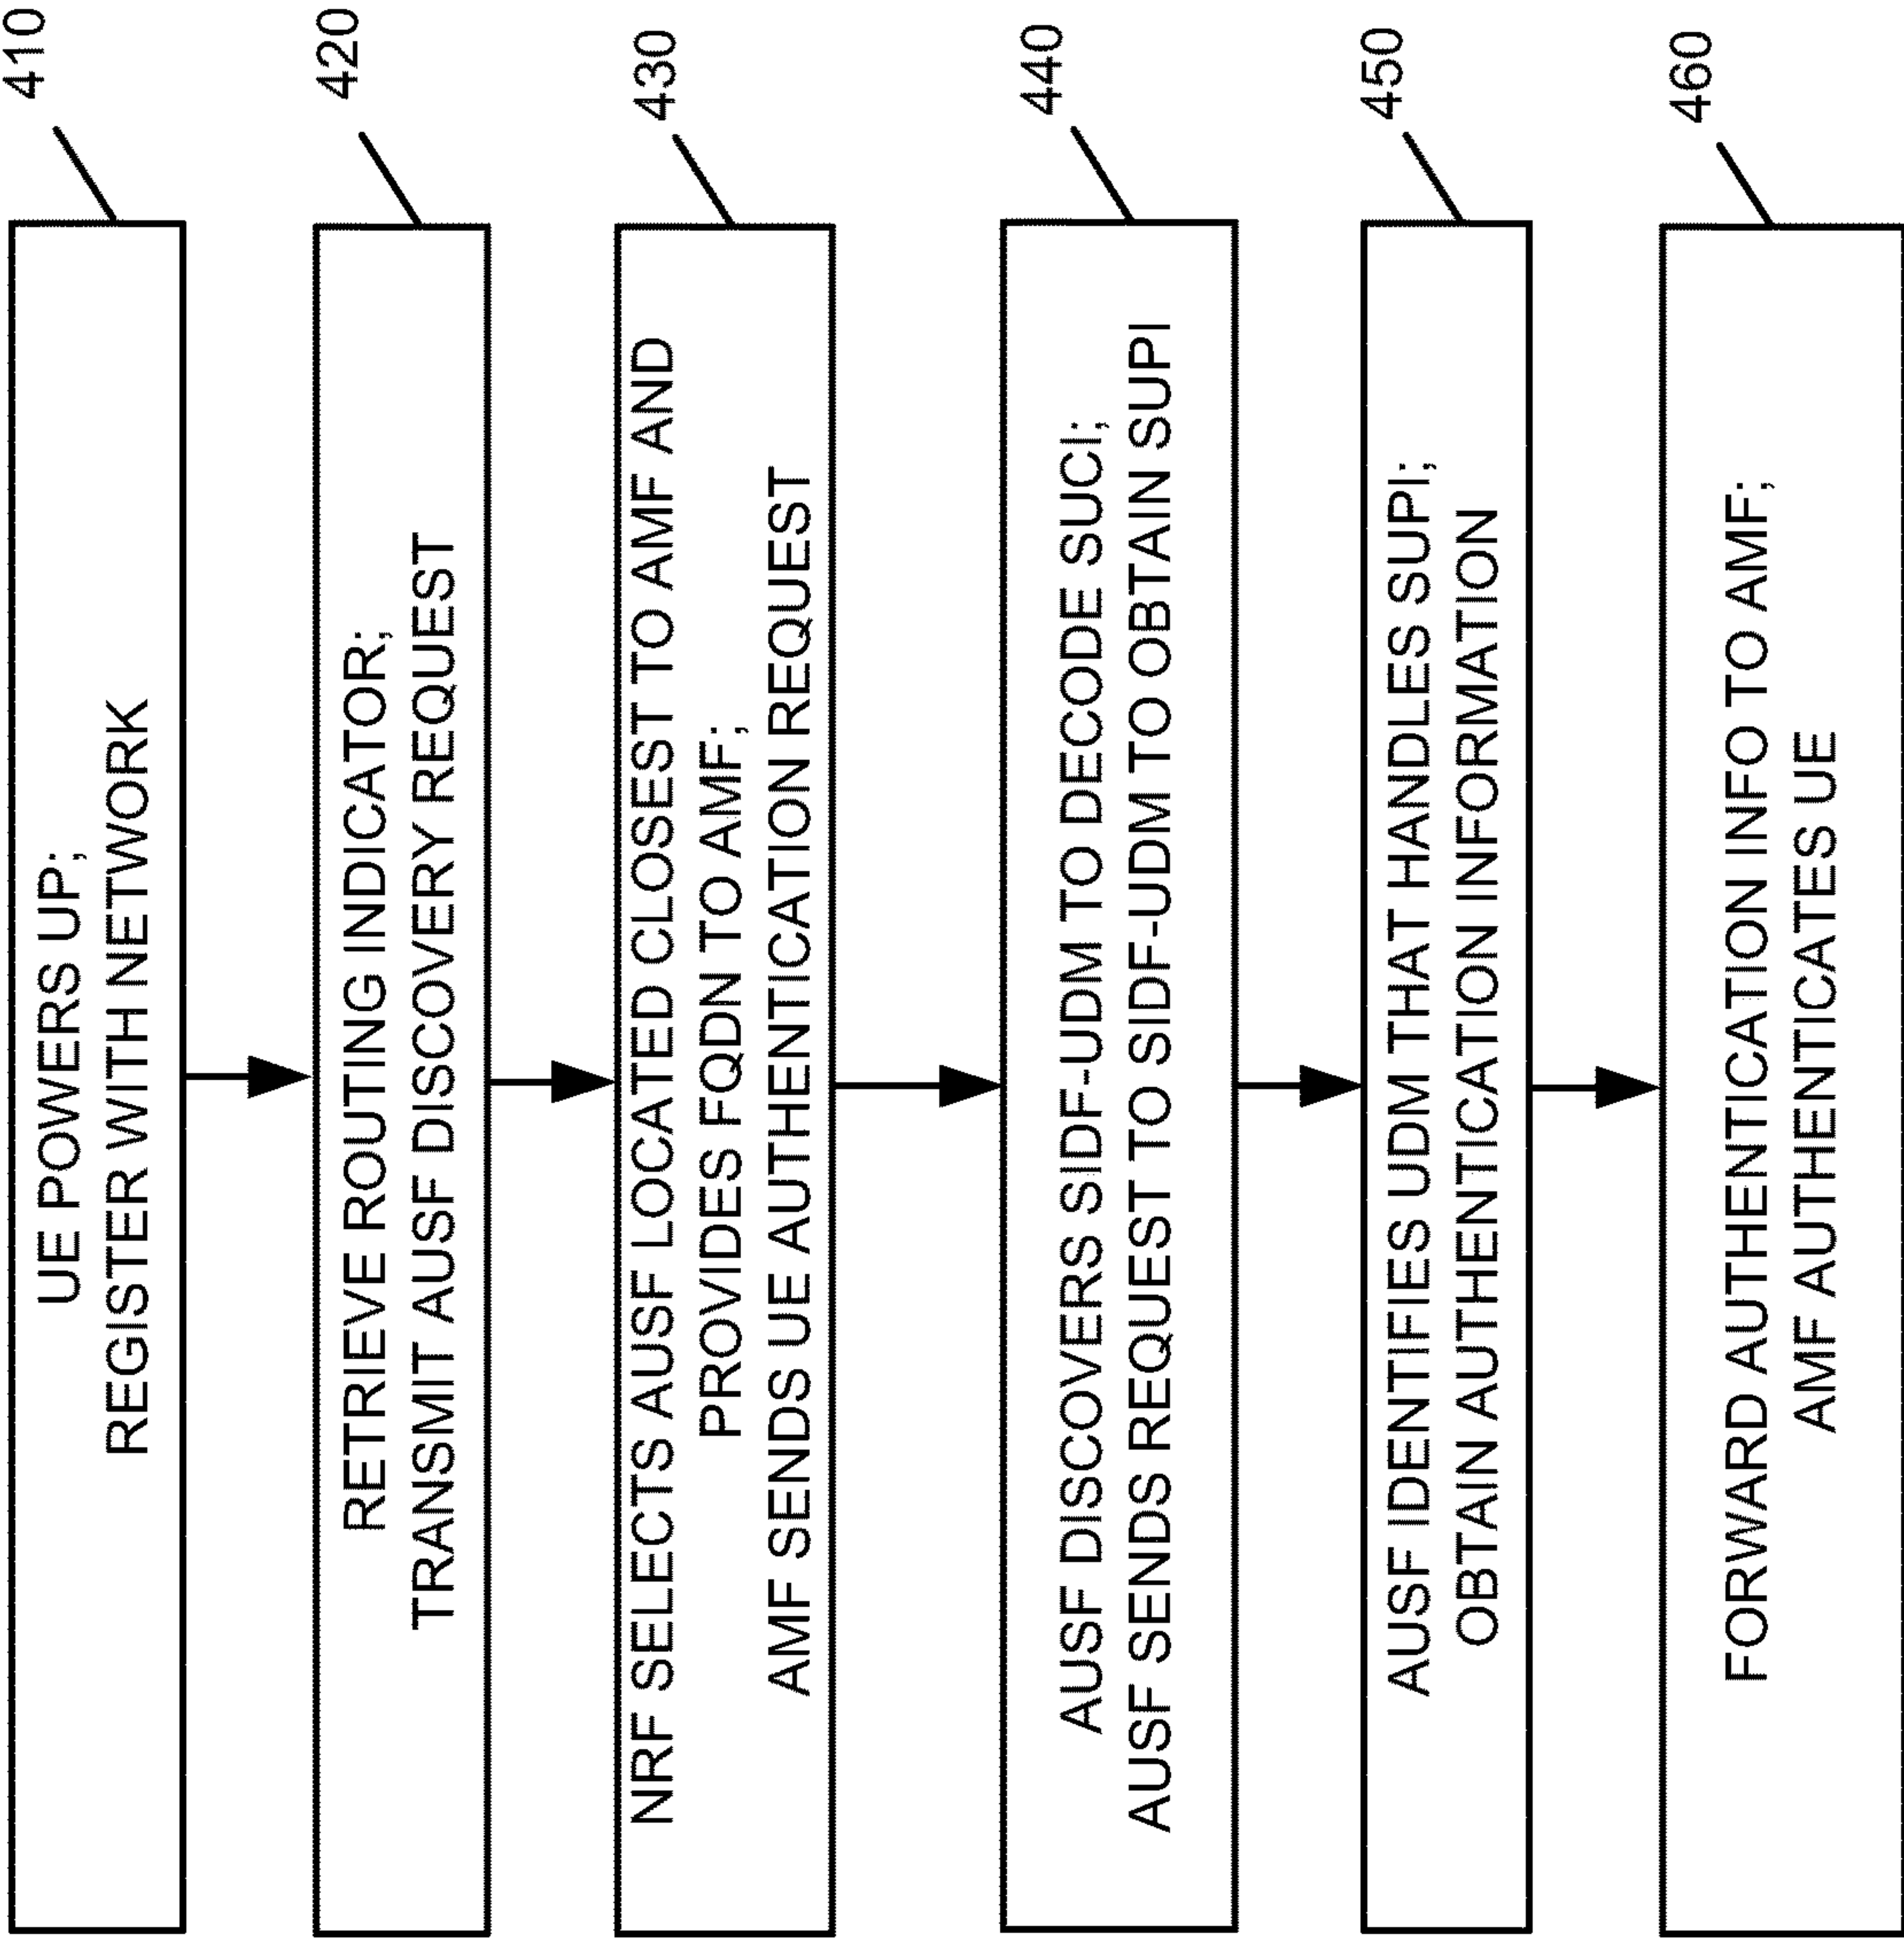 410
UE POWERS UP;
REGISTER WITH NETWORK
420
RETRIEVE ROUTING INDICATOR;
TRANSMIT AUSF DISCOVERY REQUEST
430
NRF SELECTS AUSF LOCATED CLOSEST TO AMF AND
PROVIDES FQDN TO AMF;
AMF SENDS UE AUTHENTICATION REQUEST
440
AUSF DISCOVERS SIDF-UDM TO DECODE SUCI;
AUSF SENDS REQUEST TO SIDF-UDM TO OBTAIN SUPI
450
AUSF IDENTIFIES UDM THAT HANDLES SUPI;
OBTAIN AUTHENTICATION INFORMATION
460
FORWARD AUTHENTICATION INFO TO AMF;
AMF AUTHENTICATES UE